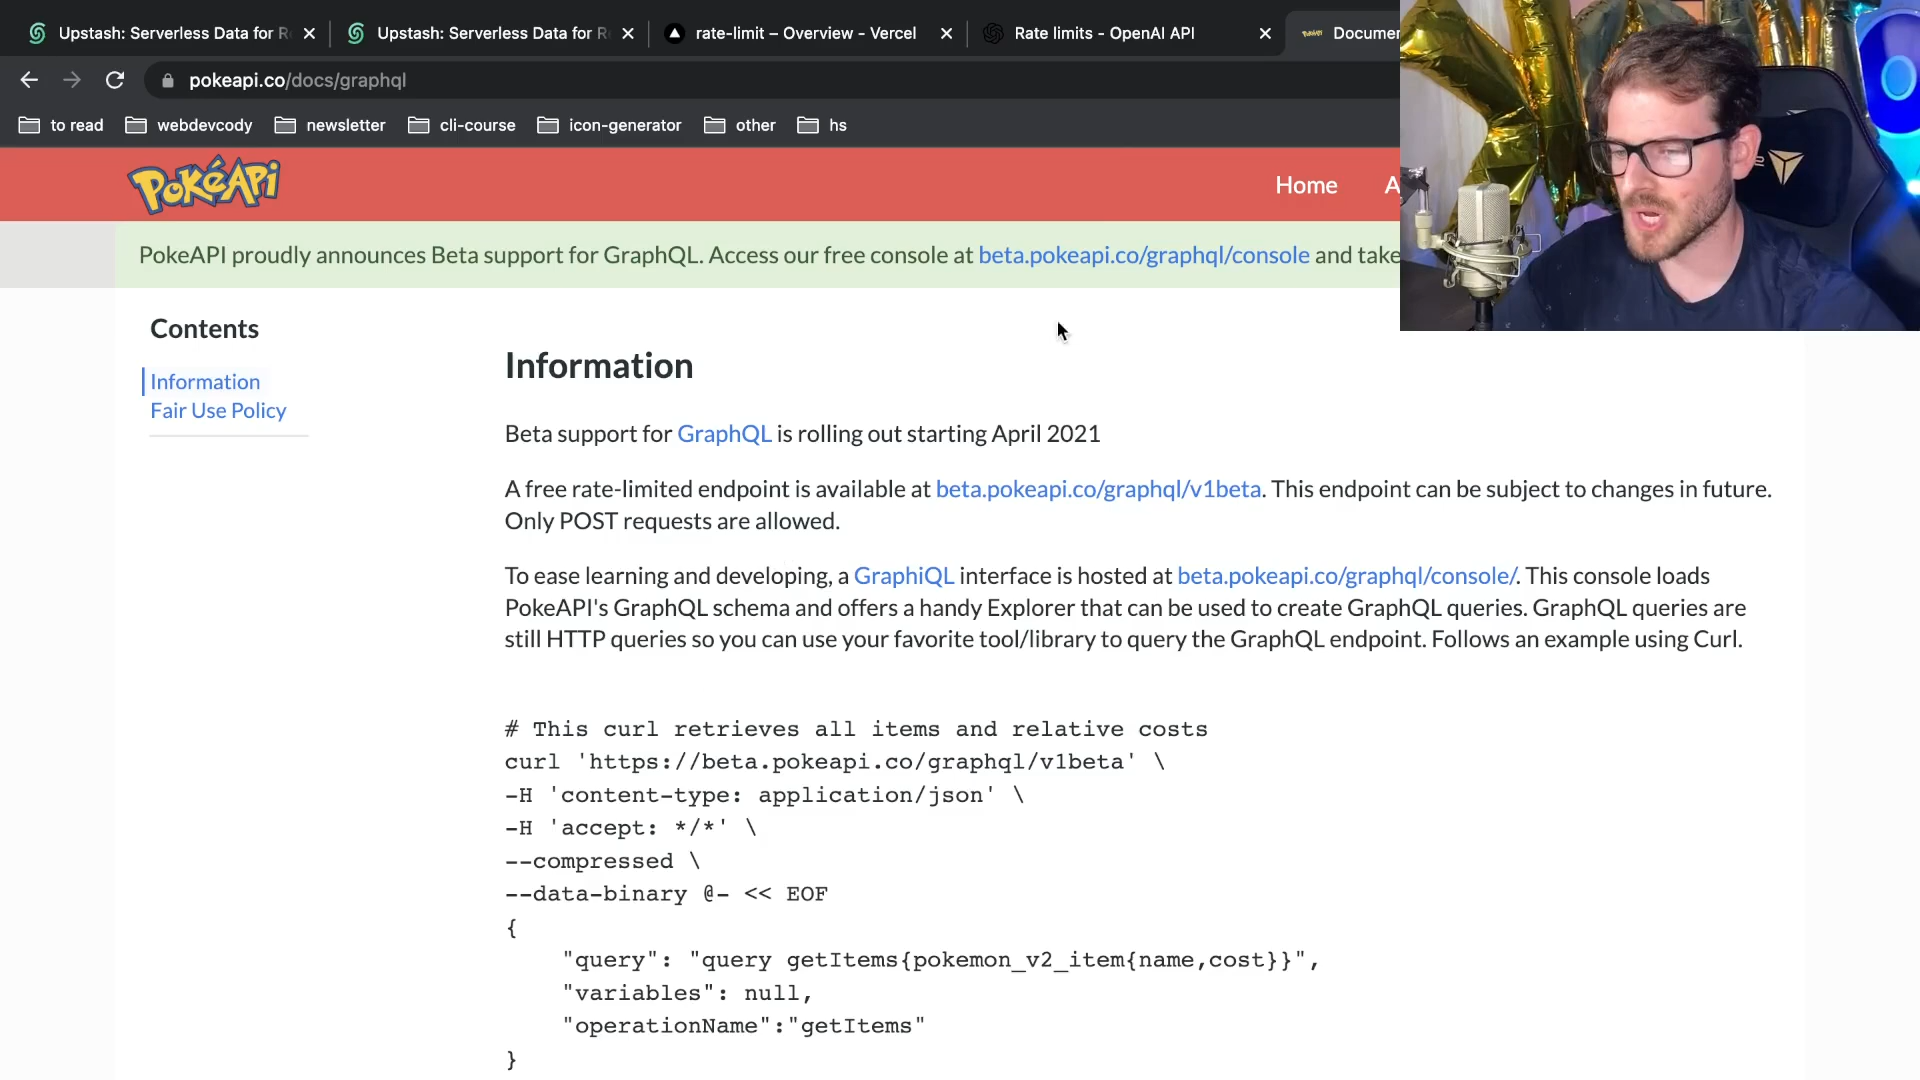 Upstash: Serverless Data for Re
Upstash: Serverless Data for Re
rate-limit – Overview - Vercel
Rate limits - OpenAI API
Documen
pokeapi.co/docs/graphql
to read
webdevcody
newsletter
cli-course
icon-generator
other
hs
PokéAPI
Home
A
PokeAPI proudly announces Beta support for GraphQL. Access our free console at beta.pokeapi.co/graphql/console and take
Contents
Information
Fair Use Policy
Information
Beta support for GraphQL is rolling out starting April 2021
A free rate-limited endpoint is available at beta.pokeapi.co/graphql/v1beta. This endpoint can be subject to changes in future.
Only POST requests are allowed.
To ease learning and developing, a GraphiQL interface is hosted at beta.pokeapi.co/graphql/console/. This console loads
PokeAPI's GraphQL schema and offers a handy Explorer that can be used to create GraphQL queries. GraphQL queries are
still HTTP queries so you can use your favorite tool/library to query the GraphQL endpoint. Follows an example using Curl.
# This curl retrieves all items and relative costs
curl 'https://beta.pokeapi.co/graphql/v1beta' \
-H 'content-type: application/json' \
-H 'accept: */*' \
--compressed \
--data-binary @- << EOF
{
"query": "query getItems{pokemon_v2_item{name,cost}}",
"variables": null,
"operationName":"getItems"
}